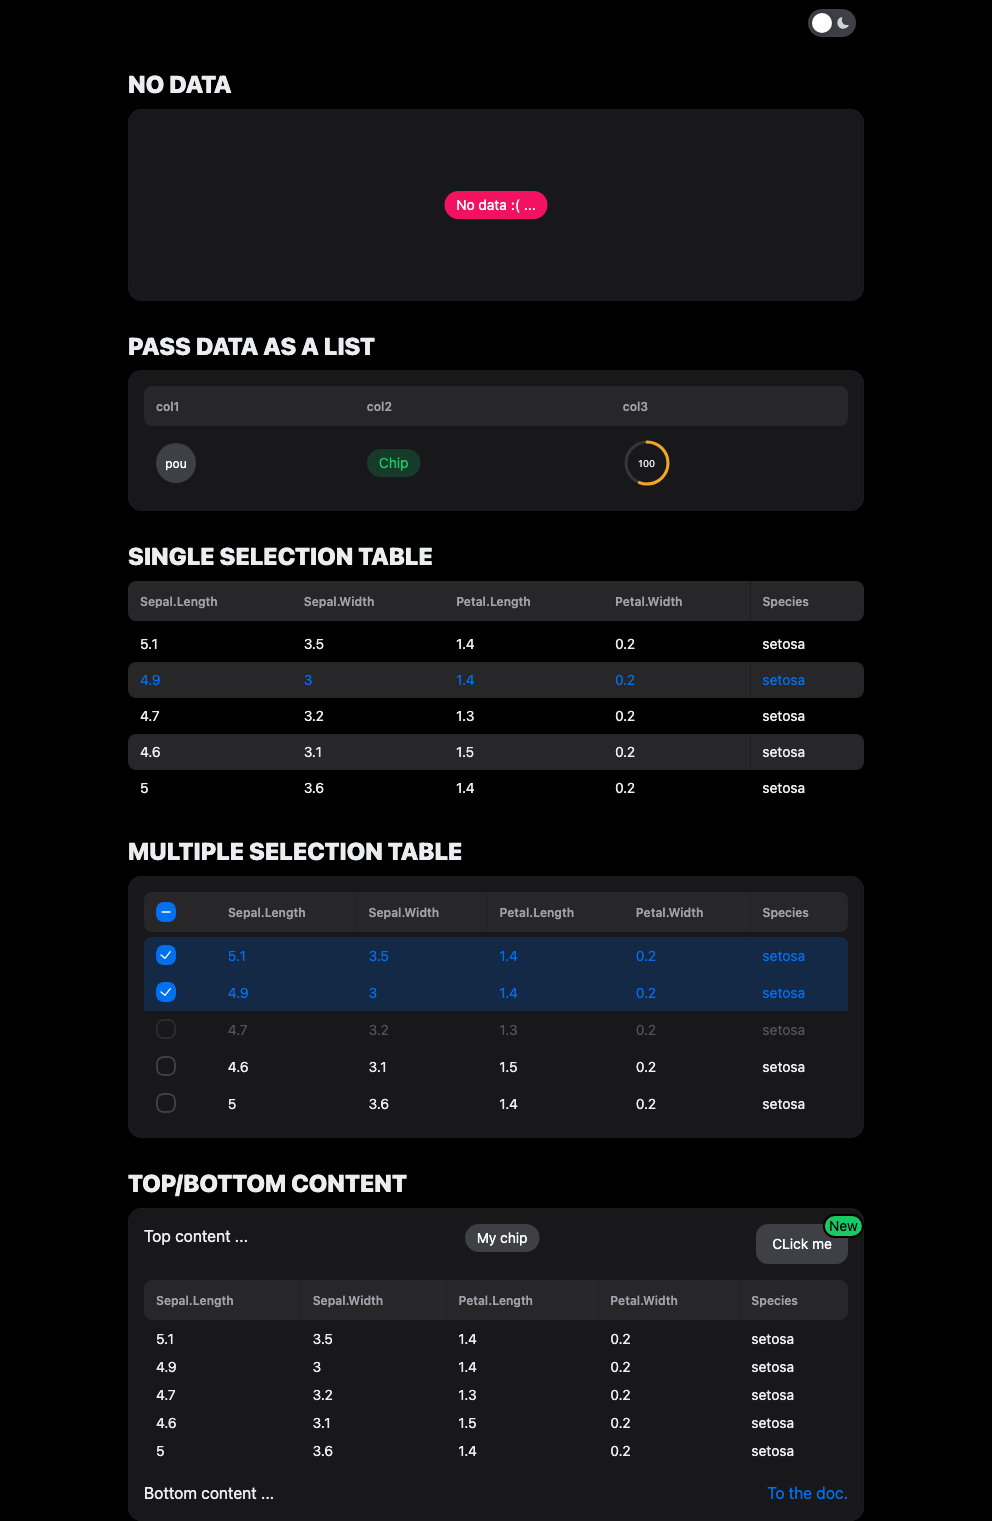 NO DATA
No data :( ...
PASS DATA AS A LIST
col1 col2 col3
pou Chip 100
SINGLE SELECTION TABLE
Sepal.Length Sepal.Width Petal.Length Petal.Width Species
5.1 3.5 1.4 0.2 setosa
4.9 3 1.4 0.2 setosa
4.7 3.2 1.3 0.2 setosa
4.6 3.1 1.5 0.2 setosa
5 3.6 1.4 0.2 setosa
MULTIPLE SELECTION TABLE
Sepal.Length Sepal.Width Petal.Length Petal.Width Species
5.1 3.5 1.4 0.2 setosa
4.9 3 1.4 0.2 setosa
4.7 3.2 1.3 0.2 setosa
4.6 3.1 1.5 0.2 setosa
5 3.6 1.4 0.2 setosa
TOP/BOTTOM CONTENT
New
Top content ... My chip CLick me
Sepal.Length Sepal.Width Petal.Length Petal.Width Species
5.1 3.5 1.4 0.2 setosa
4.9 3 1.4 0.2 setosa
4.7 3.2 1.3 0.2 setosa
4.6 3.1 1.5 0.2 setosa
5 3.6 1.4 0.2 setosa
Bottom content ... To the doc.